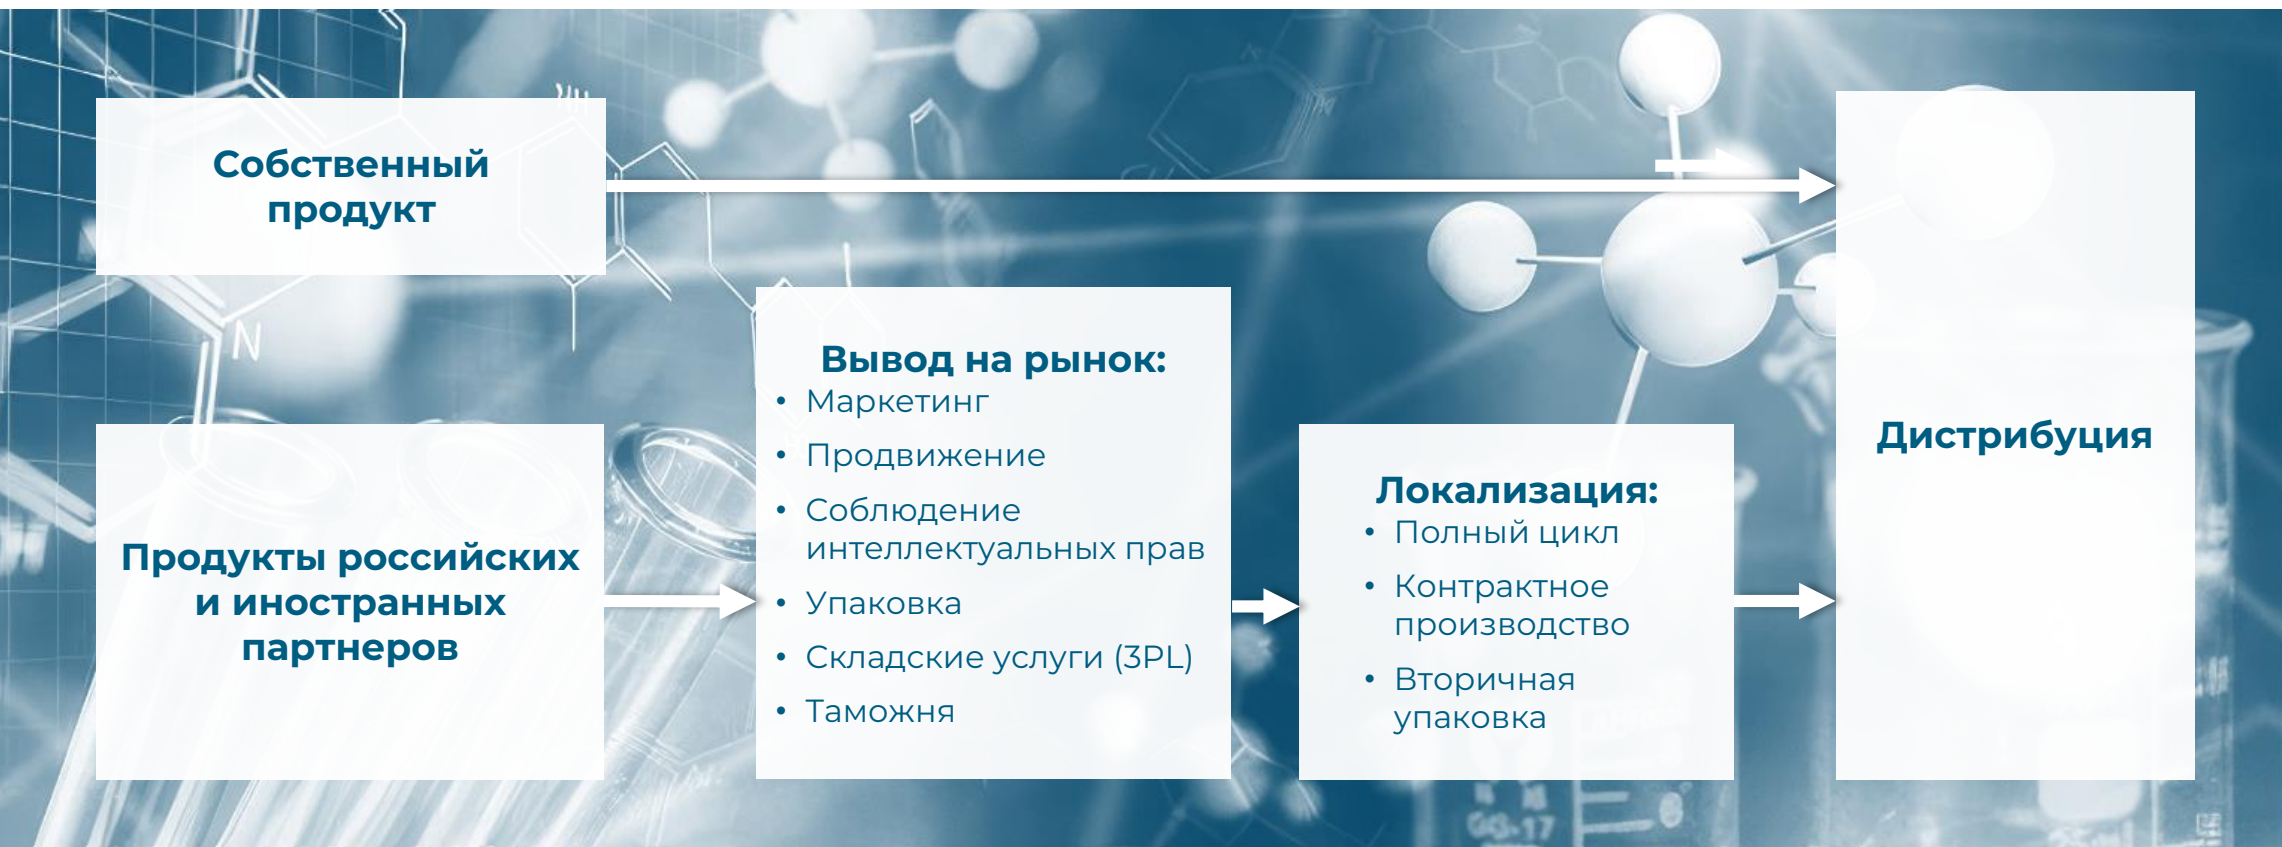 Собственный
продукт
Вывод на рынок:
• Маркетинг
• Продвижение
• Соблюдение
интеллектуальных прав
• Упаковка
• Складские услуги (3PL)
• Таможня
Продукты российских
и иностранных
партнеров
Локализация:
• Полный цикл
• Контрактное
производство
• Вторичная
упаковка
Дистрибуция
N